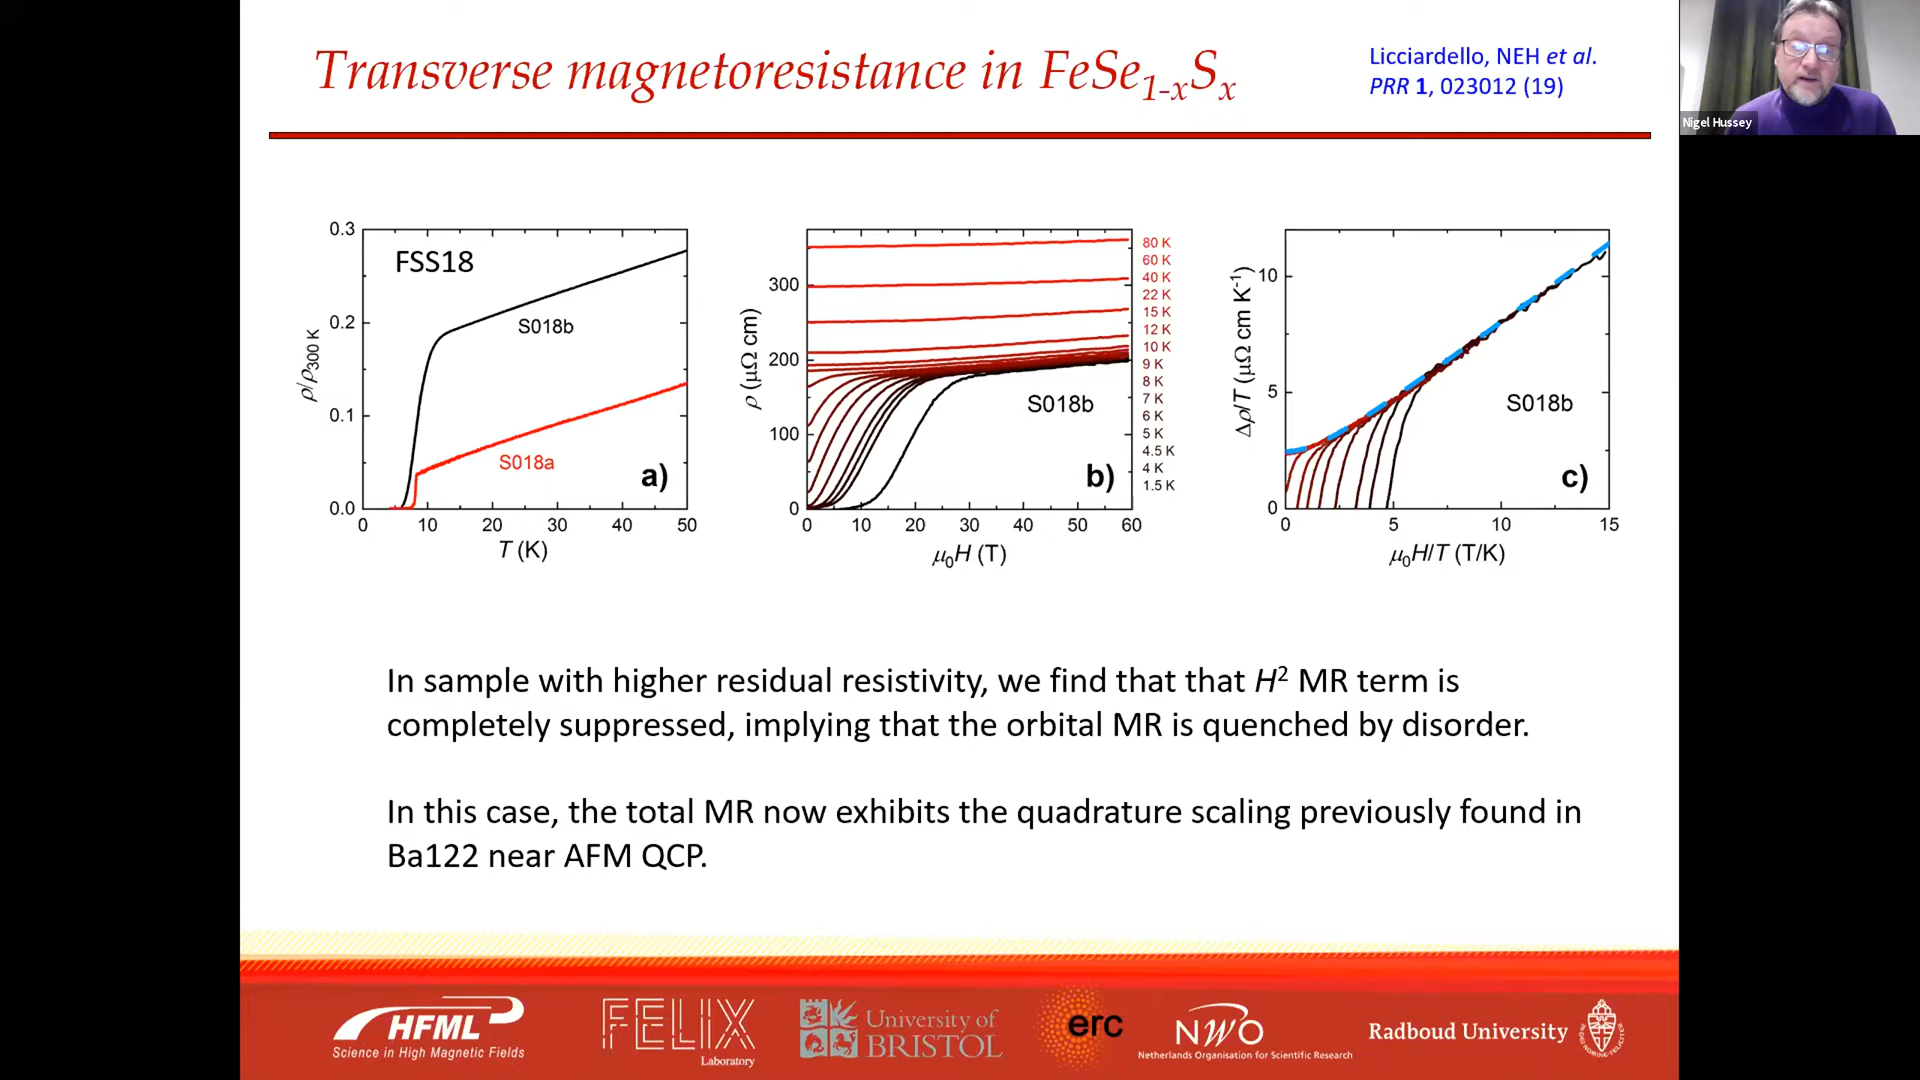 Transverse magnetoresistance in FeSe1-xSx
Licciardello, NEH et al.
PRR 1, 023012 (19)
Nigel Hussey
0.3
0.2
0.1
0.0
ρ/ρ300 K
FSS18
S018b
S018a
a)
0 10 20 30 40 50
T (K)
300
200
100
0
ρ (μΩ cm)
S018b
b)
0 10 20 30 40 50 60
μ0H (T)
80 K
60 K
40 K
22 K
15 K
12 K
10 K
9 K
8 K
7 K
6 K
5 K
4.5 K
4 K
1.5 K
10
5
0
Δρ/T (μΩ cm K-1)
S018b
c)
0 5 10 15
μ0H/T (T/K)
In sample with higher residual resistivity, we find that that H2 MR term is
completely suppressed, implying that the orbital MR is quenched by disorder.
In this case, the total MR now exhibits the quadrature scaling previously found in
Ba122 near AFM QCP.
HFML
Science in High Magnetic Fields
FELIX
Laboratory
University of
BRISTOL
erc
NWO
Netherlands Organisation for Scientific Research
Radboud University